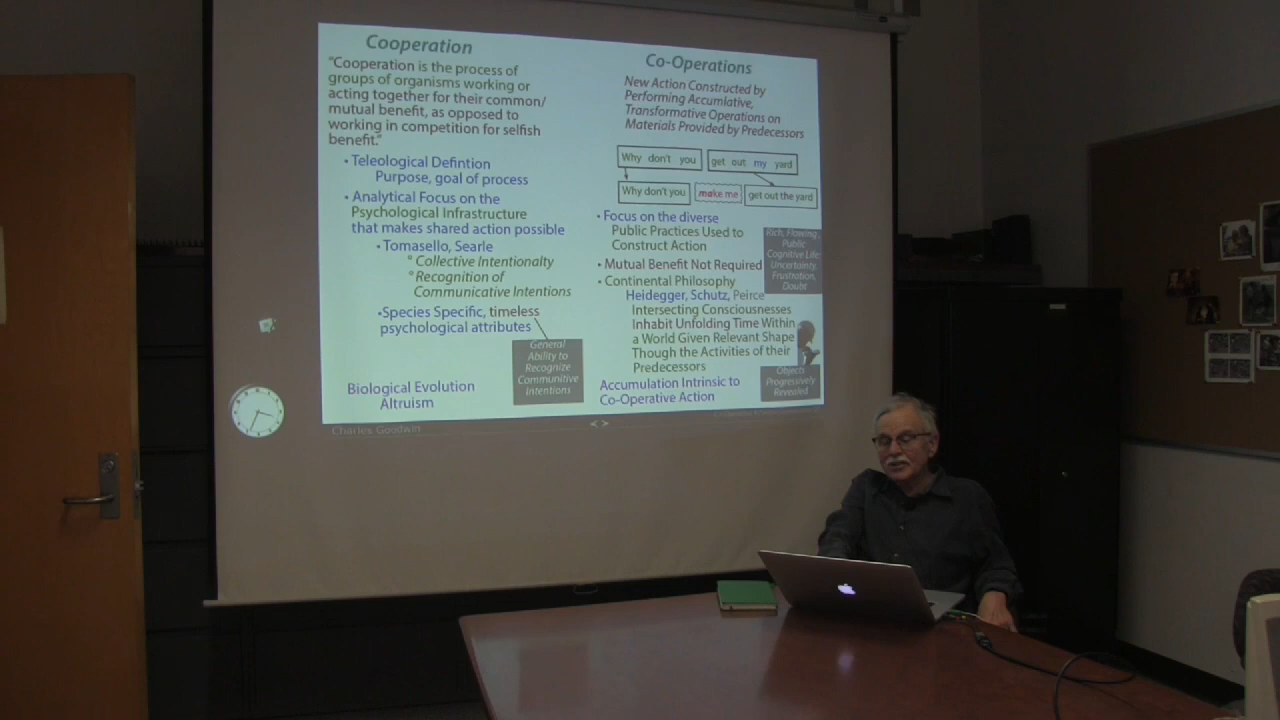 Cooperation
"Cooperation is the process of
groups of organisms working or
acting together for their common/
mutual benefit, as opposed to
working in competition for selfish
benefit."
• Teleological Defintion
Purpose, goal of process
• Analytical Focus on the
Psychological Infrastructure
that makes shared action possible
• Tomasello, Searle
° Collective Intentionalty
° Recognition of
Communicative Intentions
•Species Specific, timeless
psychological attributes
General
Ability to
Recognize
Communitive
Intentions
Biological Evolution
Altruism
Co-Operations
New Action Constructed by
Performing Accumlative,
Transformative Operations on
Materials Provided by Predecessors
Why don't you get out my yard
Why don't you make me get out the yard
• Focus on the diverse
Public Practices Used to
Construct Action
• Mutual Benefit Not Required
• Continental Philosophy
Heidegger, Schutz, Peirce
Intersecting Consciousnesses
Inhabit Unfolding Time Within
a World Given Relevant Shape
Though the Activities of their
Predecessors
Rich, Flowing,
Public
Cognitive Life:
Uncertainty,
Frustration,
Doubt
Accumulation Intrinsic to
Co-Operative Action
Objects
Progressively
Revealed
Charles Goodwin
< >